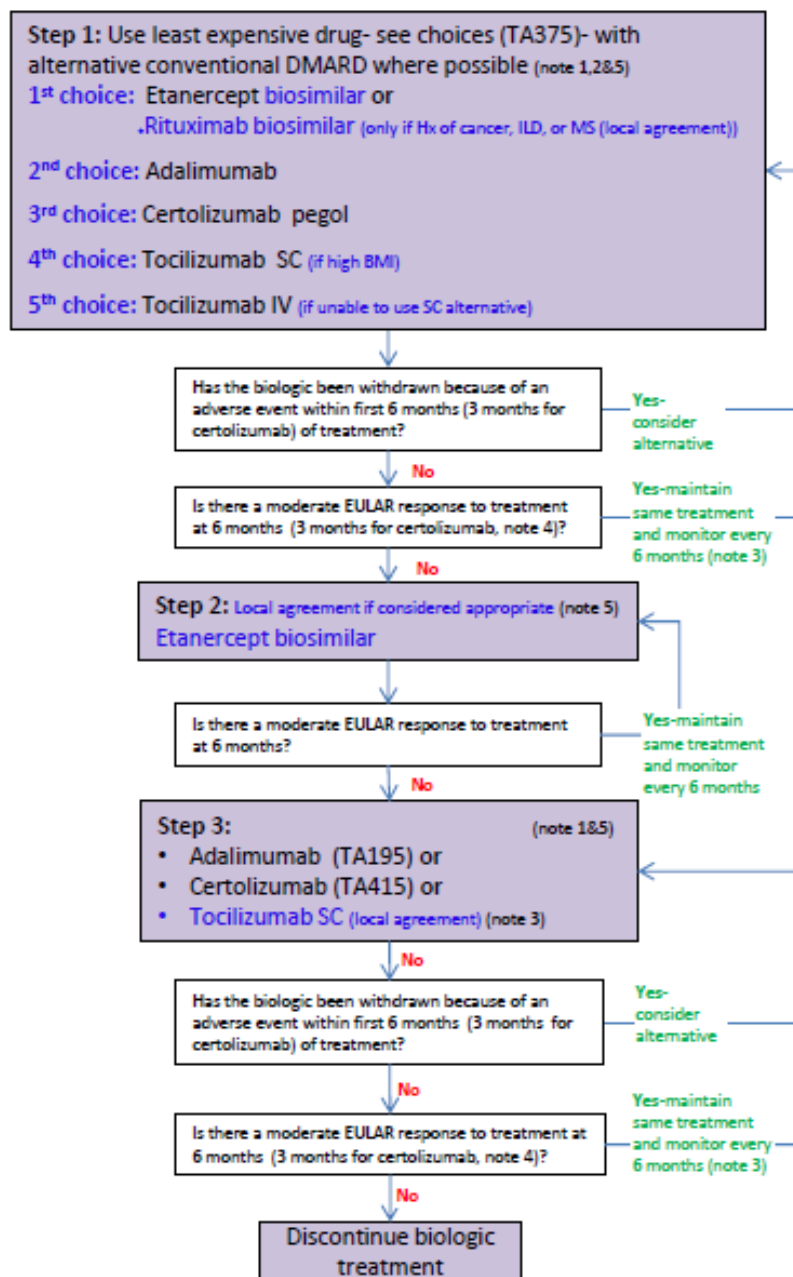 Step 1: Use least expensive drug- see choices (TA375)- with
alternative conventional DMARD where possible (note 1,2&5)
1st choice: Etanercept biosimilar or
.Rituximab biosimilar (only if Hx of cancer, ILD, or MS (local agreement))
2nd choice: Adalimumab
3rd choice: Certolizumab pegol
4th choice: Tocilizumab SC (if high BMI)
5th choice: Tocilizumab IV (if unable to use SC alternative)
Has the biologic been withdrawn because of an
adverse event within first 6 months (3 months for
certolizumab) of treatment?
Yes-
consider
alternative
No
Is there a moderate EULAR response to treatment
at 6 months (3 months for certolizumab, note 4)?
Yes-maintain
same treatment
and monitor every
6 months (note 3)
No
Step 2: Local agreement if considered appropriate (note 5)
Etanercept biosimilar
Is there a moderate EULAR response to treatment
at 6 months?
Yes-maintain
same treatment
and monitor
every 6 months
No
Step 3: (note 1&5)
• Adalimumab (TA195) or
• Certolizumab (TA415) or
• Tocilizumab SC (local agreement) (note 3)
No
Has the biologic been withdrawn because of an
adverse event within first 6 months (3 months for
certolizumab) of treatment?
Yes-
consider
alternative
No
Is there a moderate EULAR response to treatment at
6 months (3 months for certolizumab, note 4)?
Yes-maintain
same treatment
and monitor every
6 months (note 3)
No
Discontinue biologic
treatment